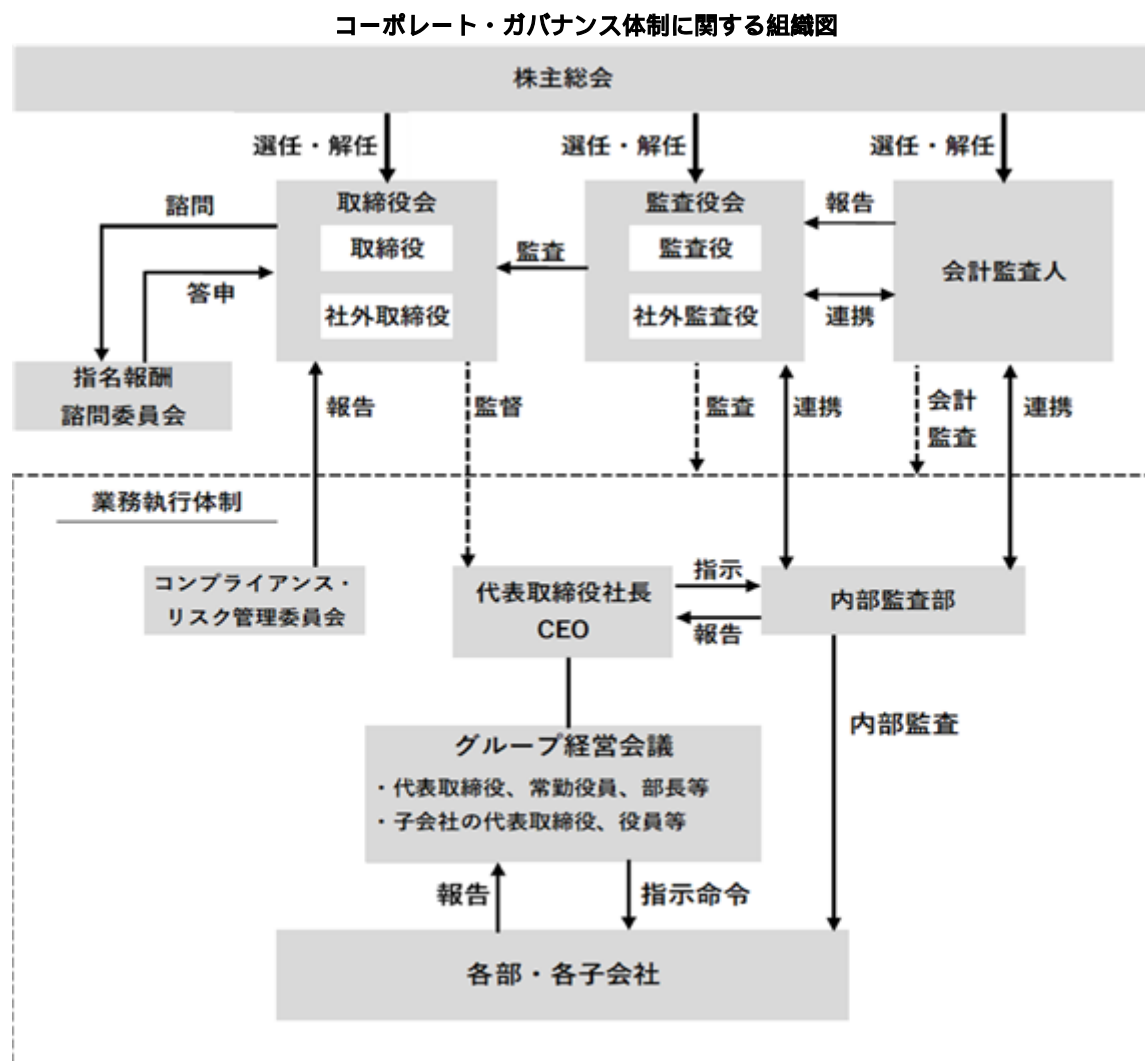 コーポレート・ガバナンス体制に関する組織図
株主総会
選任・解任
選任・解任
選任・解任
諮問
答申
取締役会
取締役
社外取締役
監査
監査役会
監査役
社外監査役
報告
連携
会計監査人
指名報酬
諮問委員会
報告
監督
監査
連携
会計
監査
連携
業務執行体制
コンプライアンス・
リスク管理委員会
代表取締役社長
CEO
指示
報告
内部監査部
内部監査
グループ経営会議
・代表取締役、常勤役員、部長等
・子会社の代表取締役、役員等
報告
指示命令
各部・各子会社